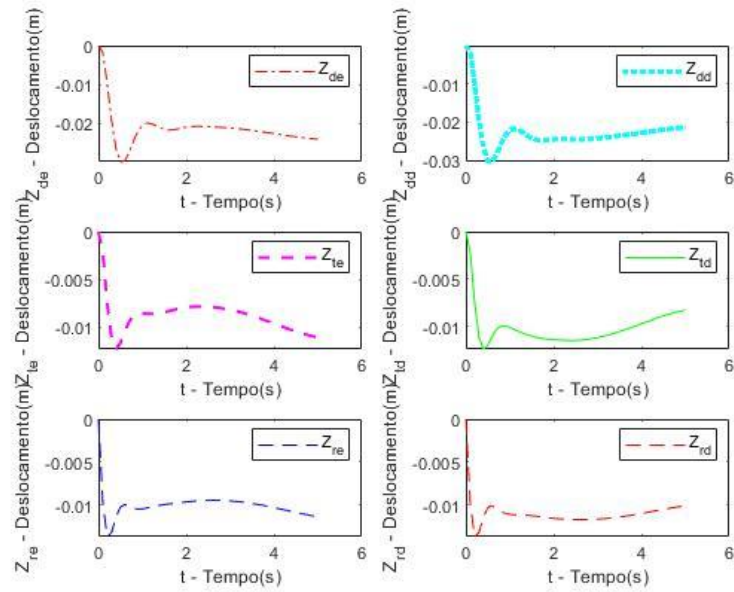 Z_de - Deslocamento(m)
0
-0.01
-0.02
Z_de
0 2 4 6
t - Tempo(s)
Z_dd - Deslocamento(m)
0
-0.01
-0.02
-0.03
Z_dd
0 2 4 6
t - Tempo(s)
Z_te - Deslocamento(m)
0
-0.005
-0.01
Z_te
0 2 4 6
t - Tempo(s)
Z_td - Deslocamento(m)
0
-0.005
-0.01
Z_td
0 2 4 6
t - Tempo(s)
Z_re - Deslocamento(m)
0
-0.005
-0.01
Z_re
0 2 4 6
t - Tempo(s)
Z_rd - Deslocamento(m)
0
-0.005
-0.01
Z_rd
0 2 4 6
t - Tempo(s)